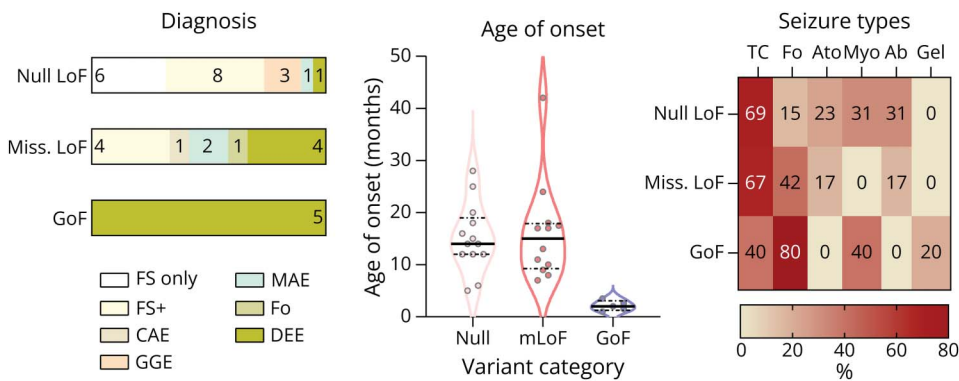 Diagnosis
Null LoF 6 8 3 1 1
Miss. LoF 4 1 2 1 4
GoF 5
FS only
FS+
CAE
GGE
MAE
Fo
DEE
Age of onset
Age of onset (months)
50
40
30
20
10
0
Null mLoF GoF
Variant category
Seizure types
TC Fo Ato Myo Ab Gel
Null LoF 69 15 23 31 31 0
Miss. LoF 67 42 17 0 17 0
GoF 40 80 0 40 0 20
0 20 40 60 80
%